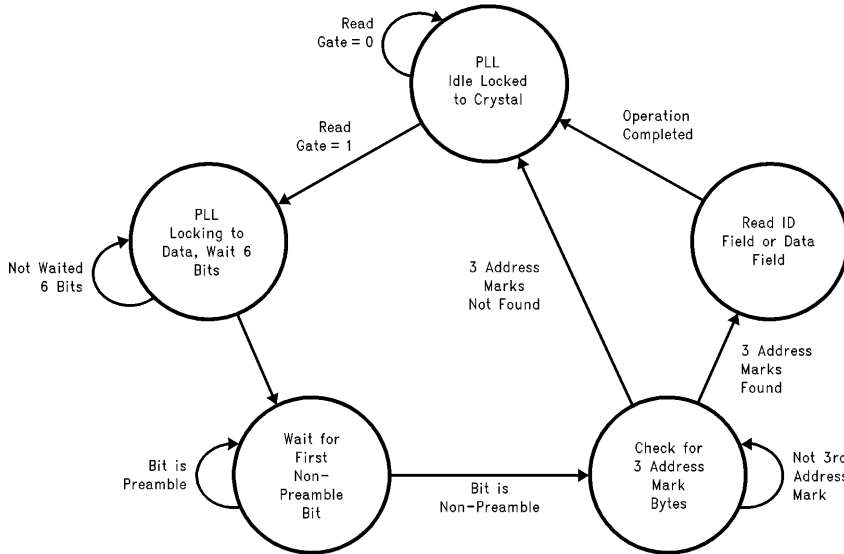 Read
Gate = 0
PLL
Idle Locked
to Crystal
Read
Gate = 1
Operation
Completed
PLL
Locking to
Data, Wait 6
Bits
Not Waited
6 Bits
Read ID
Field or Data
Field
3 Address
Marks
Not Found
3 Address
Marks
Found
Wait for
First
Non-
Preamble
Bit
Bit is
Preamble
Bit is
Non-Preamble
Check for
3 Address
Mark
Bytes
Not 3rd
Address
Mark